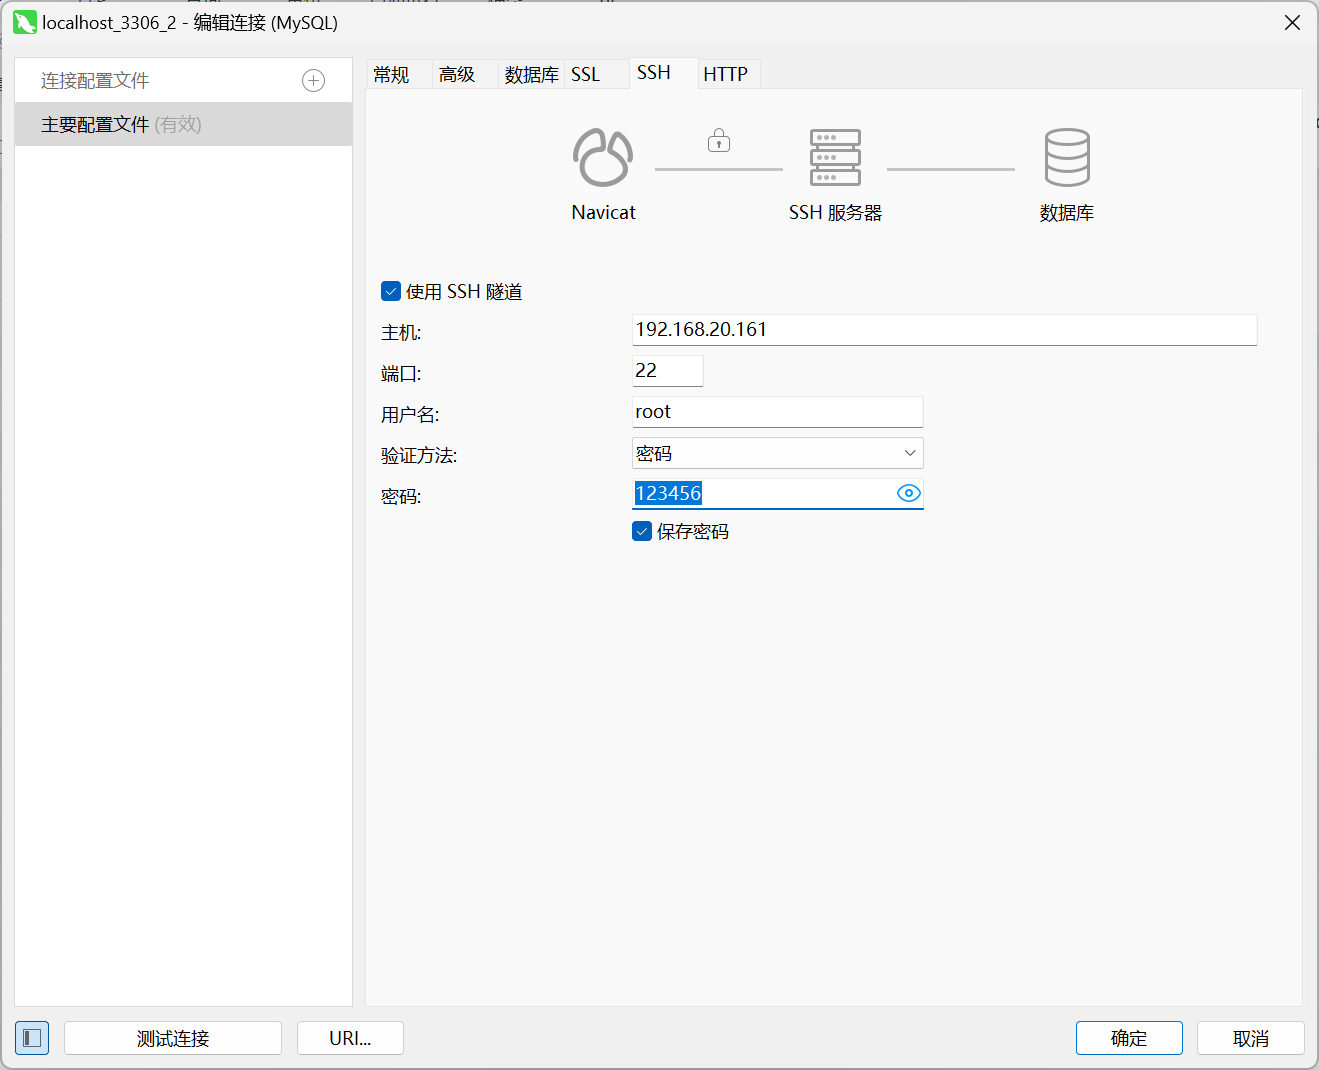 localhost_3306_2 - 编辑连接 (MySQL)
连接配置文件
主要配置文件 (有效)
常规 高级 数据库 SSL SSH HTTP
Navicat SSH 服务器 数据库
使用 SSH 隧道
主机: 192.168.20.161
端口: 22
用户名: root
验证方法: 密码
密码: 123456
保存密码
测试连接 URI... 确定 取消